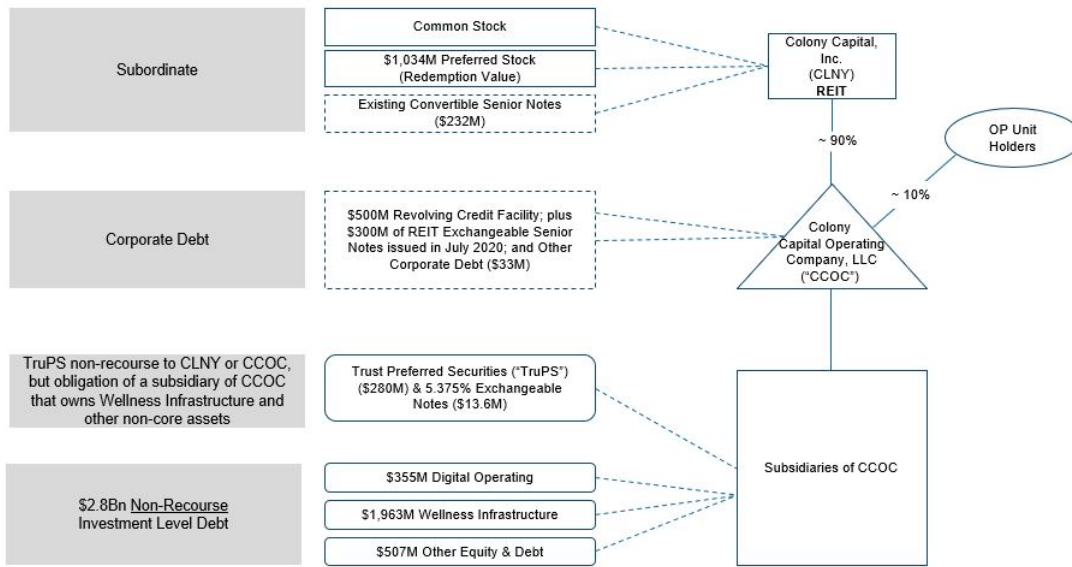 Subordinate
Common Stock
$1,034M Preferred Stock
(Redemption Value)
Existing Convertible Senior Notes
($232M)
Colony Capital,
Inc.
(CLNY)
REIT
~ 90%
OP Unit
Holders
~ 10%
Corporate Debt
$500M Revolving Credit Facility; plus
$300M of REIT Exchangeable Senior
Notes issued in July 2020; and Other
Corporate Debt ($33M)
Colony
Capital Operating
Company, LLC
(“CCOC”)
TruPS non-recourse to CLNY or CCOC,
but obligation of a subsidiary of CCOC
that owns Wellness Infrastructure and
other non-core assets
Trust Preferred Securities (“TruPS”)
($280M) & 5.375% Exchangeable
Notes ($13.6M)
Subsidiaries of CCOC
$2.8Bn Non-Recourse
Investment Level Debt
$355M Digital Operating
$1,963M Wellness Infrastructure
$507M Other Equity & Debt